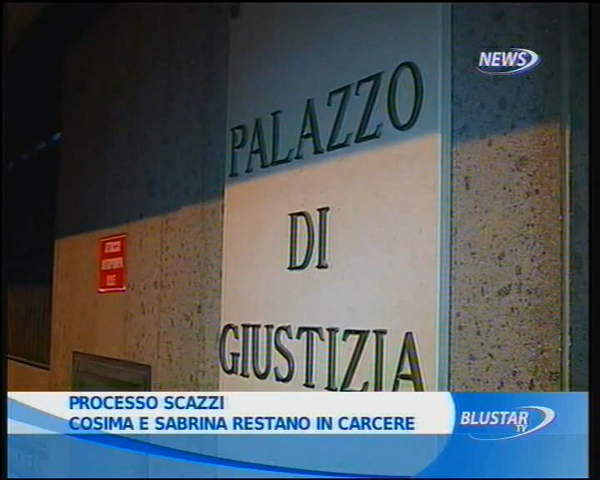 NEWS
PALAZZO
DI
GIUSTIZIA
PROCESSO SCAZZI
COSIMA E SABRINA RESTANO IN CARCERE
BLUSTAR
TV